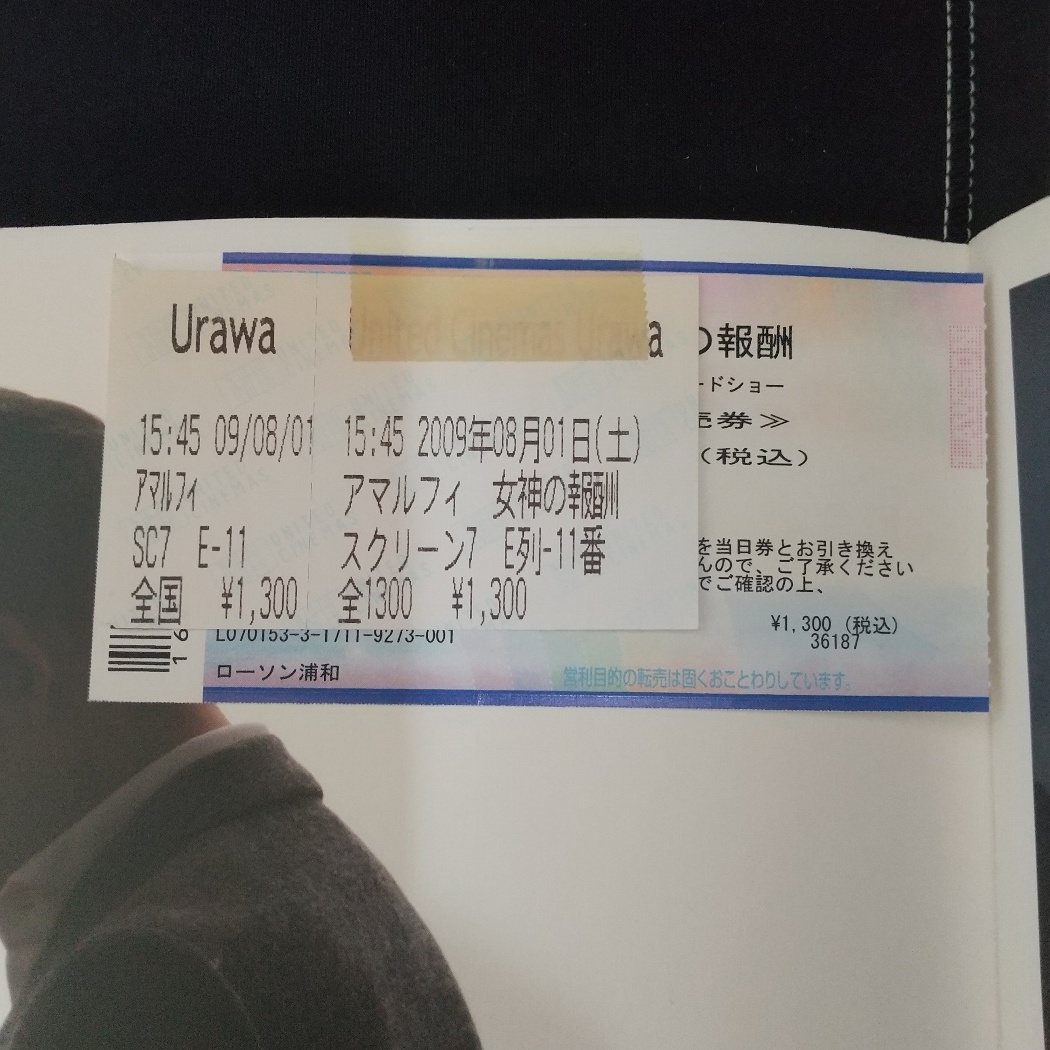 Urawa
United Cinemas Urawa
15:45 09/08/01
15:45 2009年08月01日(土)
アマルフィ
アマルフィ 女神の報酬
SC7 E-11
スクリーン7 E列-11番
全国 ¥1,300
全1300 ¥1,300
の報酬
ードショー
売券≫
(税込)
を当日券とお引き換え
んので、ご了承ください
でご確認の上、
¥1,300 (税込)
36187
16
L070153-3-1711-9273-001
ローソン浦和
営利目的の転売は固くおことわりしています。